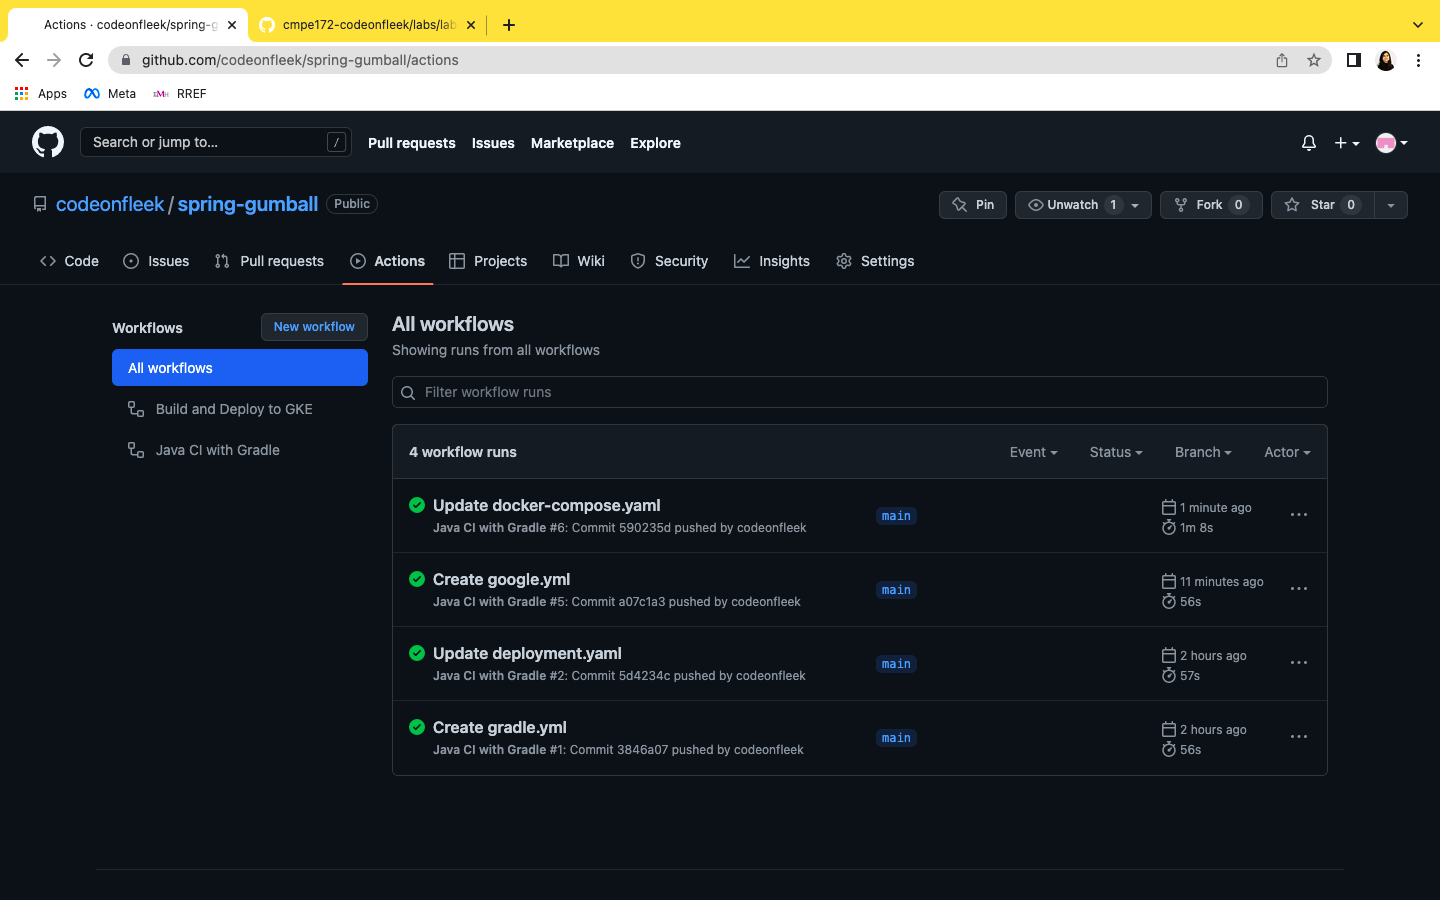 Actions · codeonfleek/spring-g
cmpe172-codeonfleek/labs/lab
github.com/codeonfleek/spring-gumball/actions
Apps Meta RREF
Search or jump to... / Pull requests Issues Marketplace Explore
codeonfleek / spring-gumball Public Pin Unwatch 1 Fork 0 Star 0
Code Issues Pull requests Actions Projects Wiki Security Insights Settings
Workflows New workflow
All workflows
Build and Deploy to GKE
Java CI with Gradle
All workflows
Showing runs from all workflows
Filter workflow runs
4 workflow runs Event Status Branch Actor
Update docker-compose.yaml
Java CI with Gradle #6: Commit 590235d pushed by codeonfleek
main
1 minute ago
1m 8s
Create google.yml
Java CI with Gradle #5: Commit a07c1a3 pushed by codeonfleek
main
11 minutes ago
56s
Update deployment.yaml
Java CI with Gradle #2: Commit 5d4234c pushed by codeonfleek
main
2 hours ago
57s
Create gradle.yml
Java CI with Gradle #1: Commit 3846a07 pushed by codeonfleek
main
2 hours ago
56s